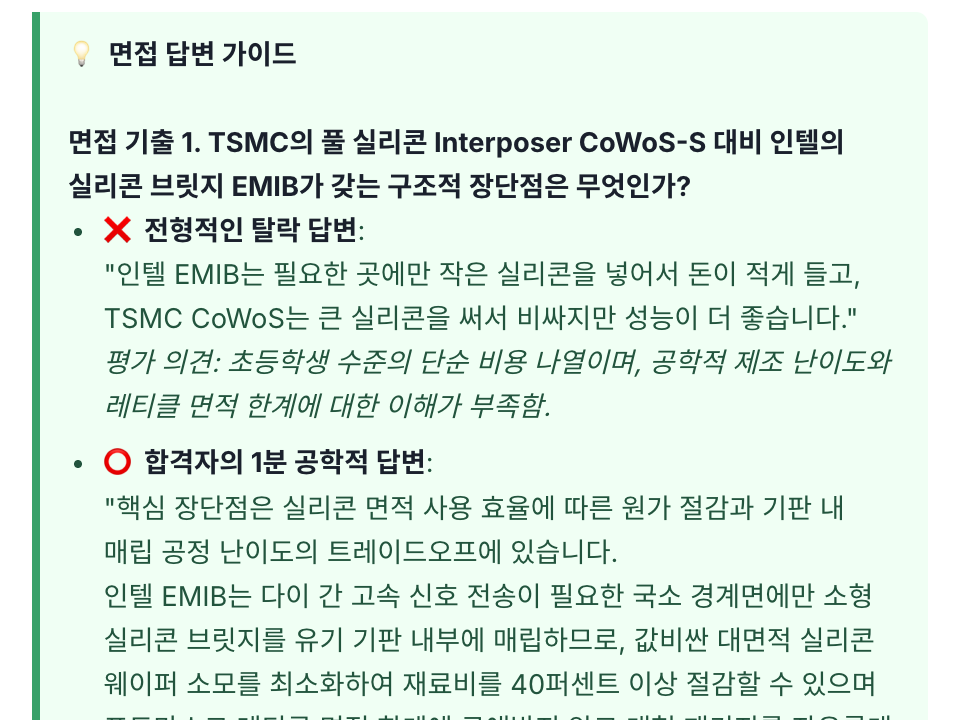 💡 면접 답변 가이드
면접 기출 1. TSMC의 풀 실리콘 Interposer CoWoS-S 대비 인텔의
실리콘 브릿지 EMIB가 갖는 구조적 장단점은 무엇인가?
• ❌ 전형적인 탈락 답변:
"인텔 EMIB는 필요한 곳에만 작은 실리콘을 넣어서 돈이 적게 들고,
TSMC CoWoS는 큰 실리콘을 써서 비싸지만 성능이 더 좋습니다."
평가 의견: 초등학생 수준의 단순 비용 나열이며, 공학적 제조 난이도와
레티클 면적 한계에 대한 이해가 부족함.
• ⭕ 합격자의 1분 공학적 답변:
"핵심 장단점은 실리콘 면적 사용 효율에 따른 원가 절감과 기판 내
매립 공정 난이도의 트레이드오프에 있습니다.
인텔 EMIB는 다이 간 고속 신호 전송이 필요한 국소 경계면에만 소형
실리콘 브릿지를 유기 기판 내부에 매립하므로, 값비싼 대면적 실리콘
웨이퍼 소모를 최소화하여 재료비를 40퍼센트 이상 절감할 수 있으며